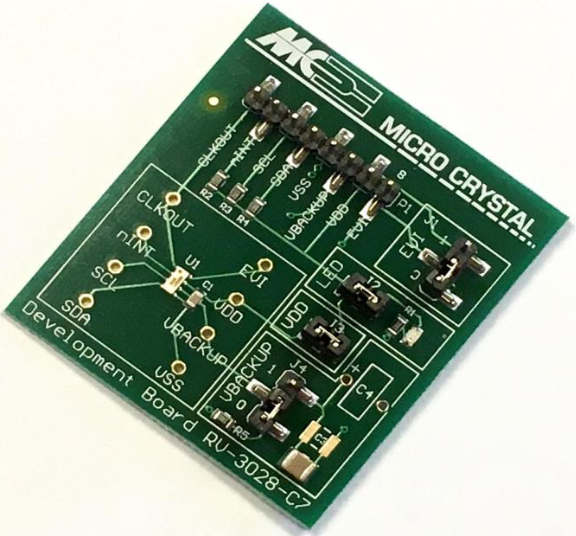 MC
MICRO CRYSTAL
8
P1
CLKOUT
nINT
SCL
SDA
VSS
VBACKUP
VDD
EVI
R2
R3
R4
CLKOUT
nINT
SCL
SDA
U1
C1
EVI
VDD
VBACKUP
VSS
J1
EVI
LED
J2
R1
VDD
J3
VBACKUP
1
0
J4
+
C4
R5
Development Board RV-3028-C7